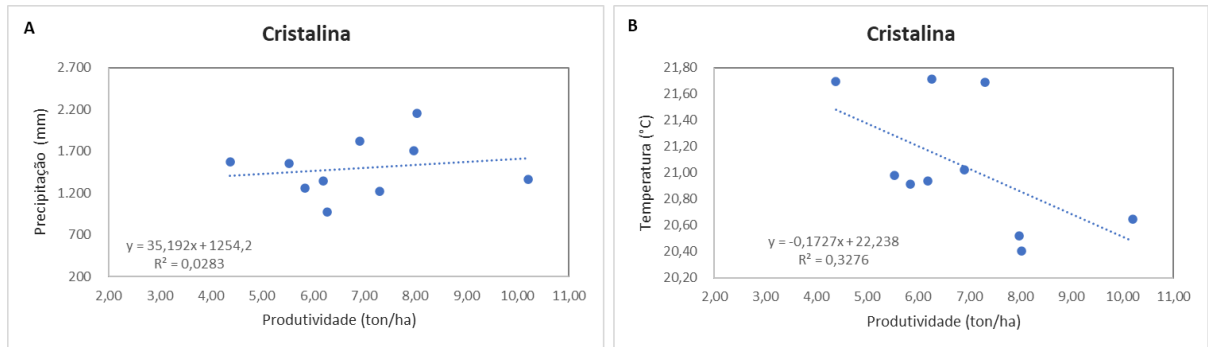 A
Cristalina
2.700
2.200
1.700
1.200
700
200
Precipitação (mm)
y = 35,192x + 1254,2
R² = 0,0283
2,00 3,00 4,00 5,00 6,00 7,00 8,00 9,00 10,00 11,00
Produtividade (ton/ha)
B
Cristalina
21,80
21,60
21,40
21,20
21,00
20,80
20,60
20,40
20,20
Temperatura (°C)
y = -0,1727x + 22,238
R² = 0,3276
2,00 3,00 4,00 5,00 6,00 7,00 8,00 9,00 10,00 11,00
Produtividade (ton/ha)